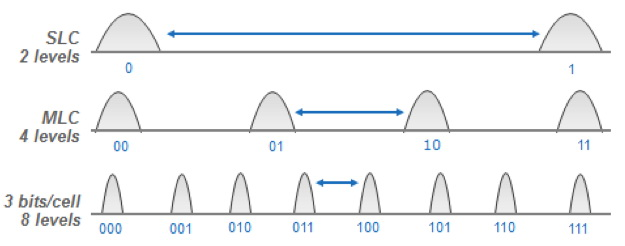 SLC
2 levels
0 1
MLC
4 levels
00 01 10 11
3 bits/cell
8 levels
000 001 010 011 100 101 110 111